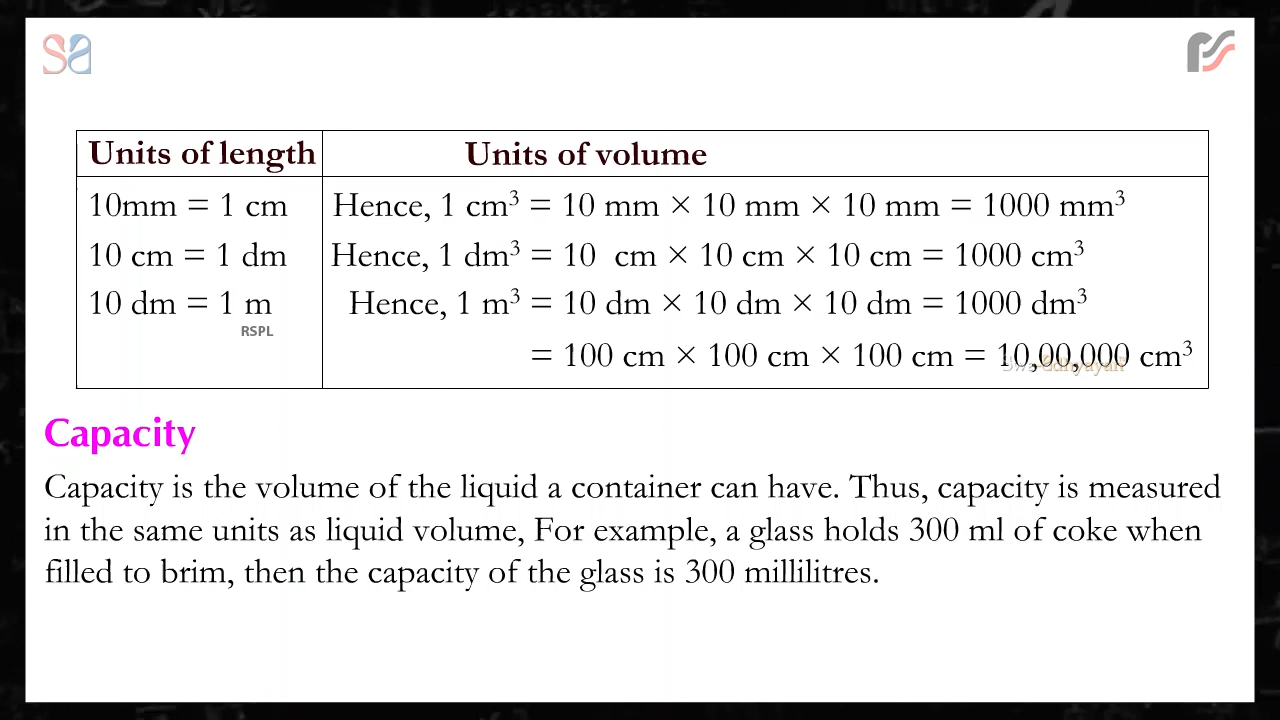 Sa
Units of length Units of volume
10mm = 1 cm Hence, 1 cm³ = 10 mm × 10 mm × 10 mm = 1000 mm³
10 cm = 1 dm Hence, 1 dm³ = 10 cm × 10 cm × 10 cm = 1000 cm³
10 dm = 1 m Hence, 1 m³ = 10 dm × 10 dm × 10 dm = 1000 dm³
RSPL
= 100 cm × 100 cm × 100 cm = 10,00,000 cm³
Capacity
Capacity is the volume of the liquid a container can have. Thus, capacity is measured
in the same units as liquid volume, For example, a glass holds 300 ml of coke when
filled to brim, then the capacity of the glass is 300 millilitres.